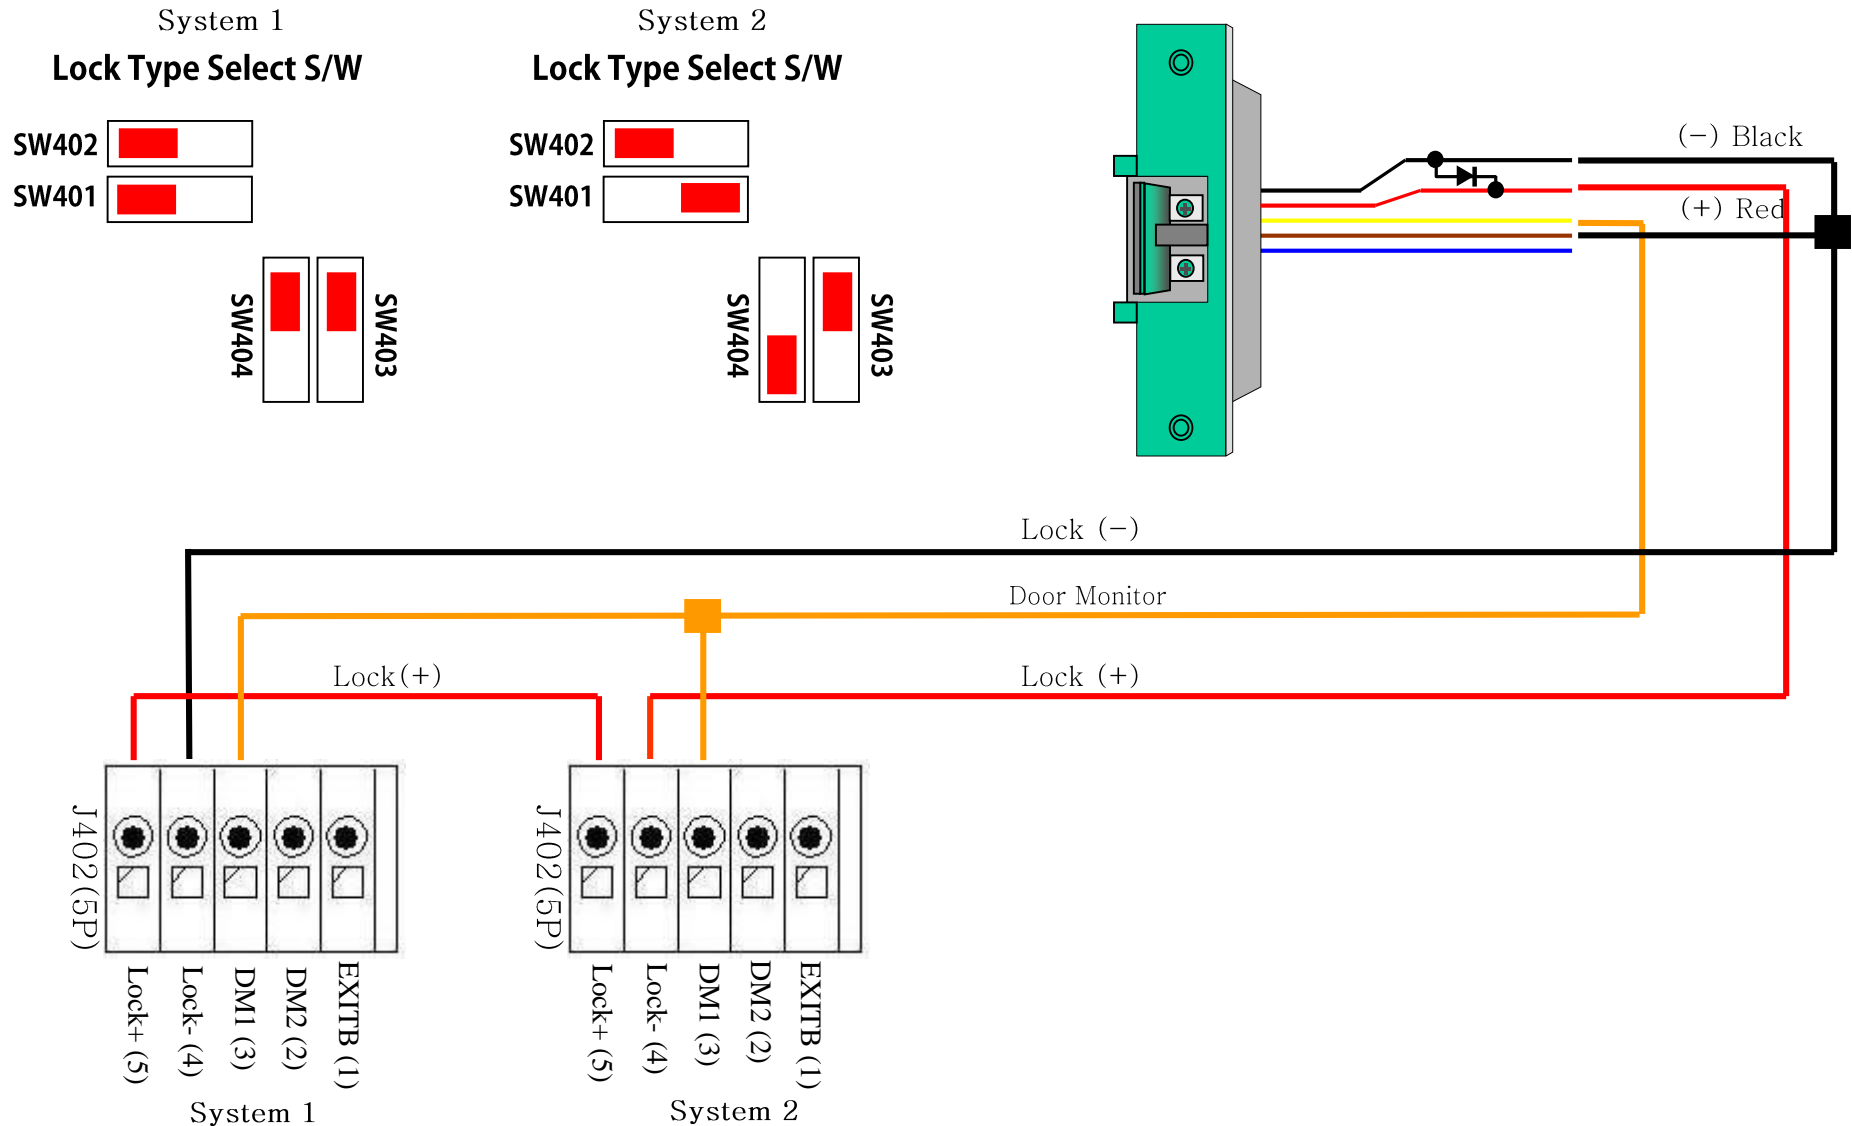 System 1
Lock Type Select S/W
SW402
SW401
SW404
SW403
System 2
Lock Type Select S/W
SW402
SW401
SW404
SW403
(-) Black
(+) Red
Lock (-)
Door Monitor
Lock(+)
Lock (+)
J402(5P)
Lock+ (5)
Lock- (4)
DM1 (3)
DM2 (2)
EXITB (1)
System 1
J402(5P)
Lock+ (5)
Lock- (4)
DM1 (3)
DM2 (2)
EXITB (1)
System 2